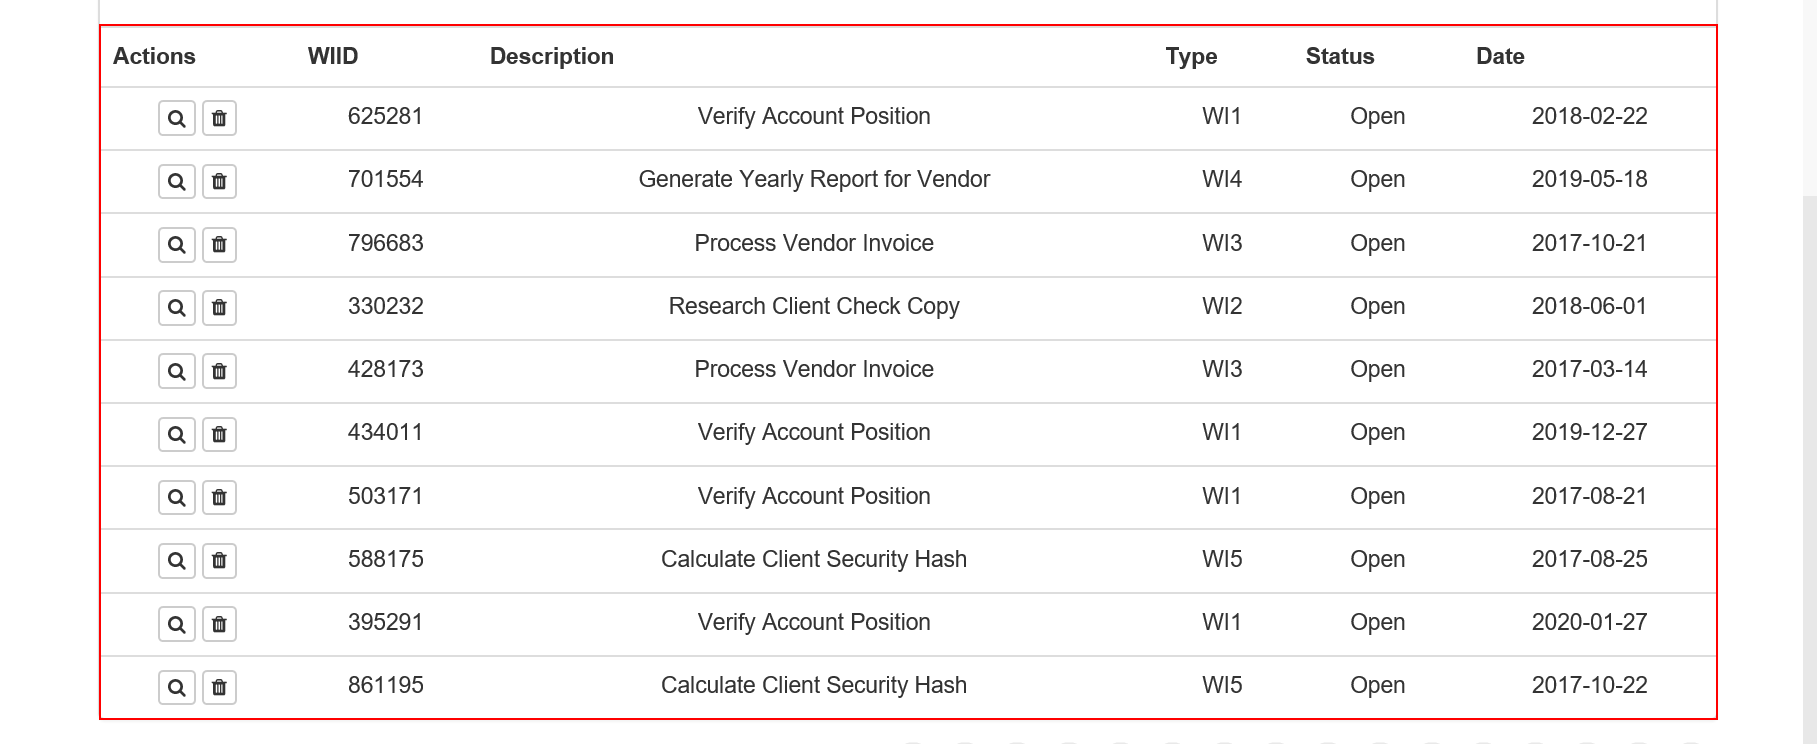 Actions WIID Description Type Status Date
625281 Verify Account Position WI1 Open 2018-02-22
701554 Generate Yearly Report for Vendor WI4 Open 2019-05-18
796683 Process Vendor Invoice WI3 Open 2017-10-21
330232 Research Client Check Copy WI2 Open 2018-06-01
428173 Process Vendor Invoice WI3 Open 2017-03-14
434011 Verify Account Position WI1 Open 2019-12-27
503171 Verify Account Position WI1 Open 2017-08-21
588175 Calculate Client Security Hash WI5 Open 2017-08-25
395291 Verify Account Position WI1 Open 2020-01-27
861195 Calculate Client Security Hash WI5 Open 2017-10-22